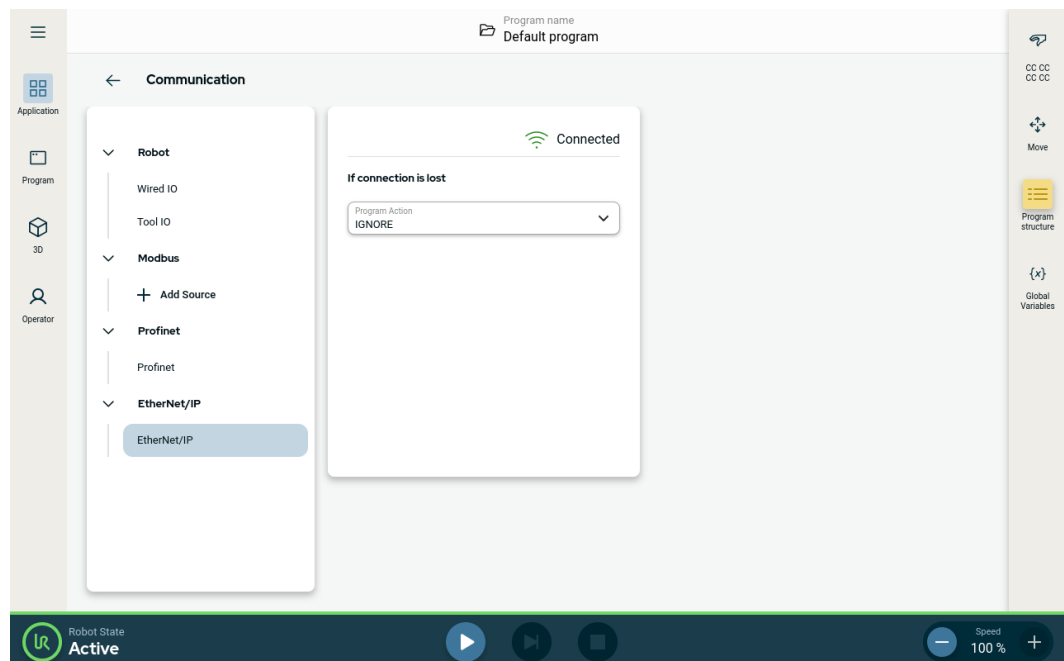 Program name
Default program
Communication
Application
Program
3D
Operator
Robot
Wired IO
Tool IO
Modbus
Add Source
Profinet
Profinet
EtherNet/IP
EtherNet/IP
Connected
If connection is lost
Program Action
IGNORE
CC CC
CC CC
Move
Program
structure
{x}
Global
Variables
UR
Robot State
Active
Speed
100 %